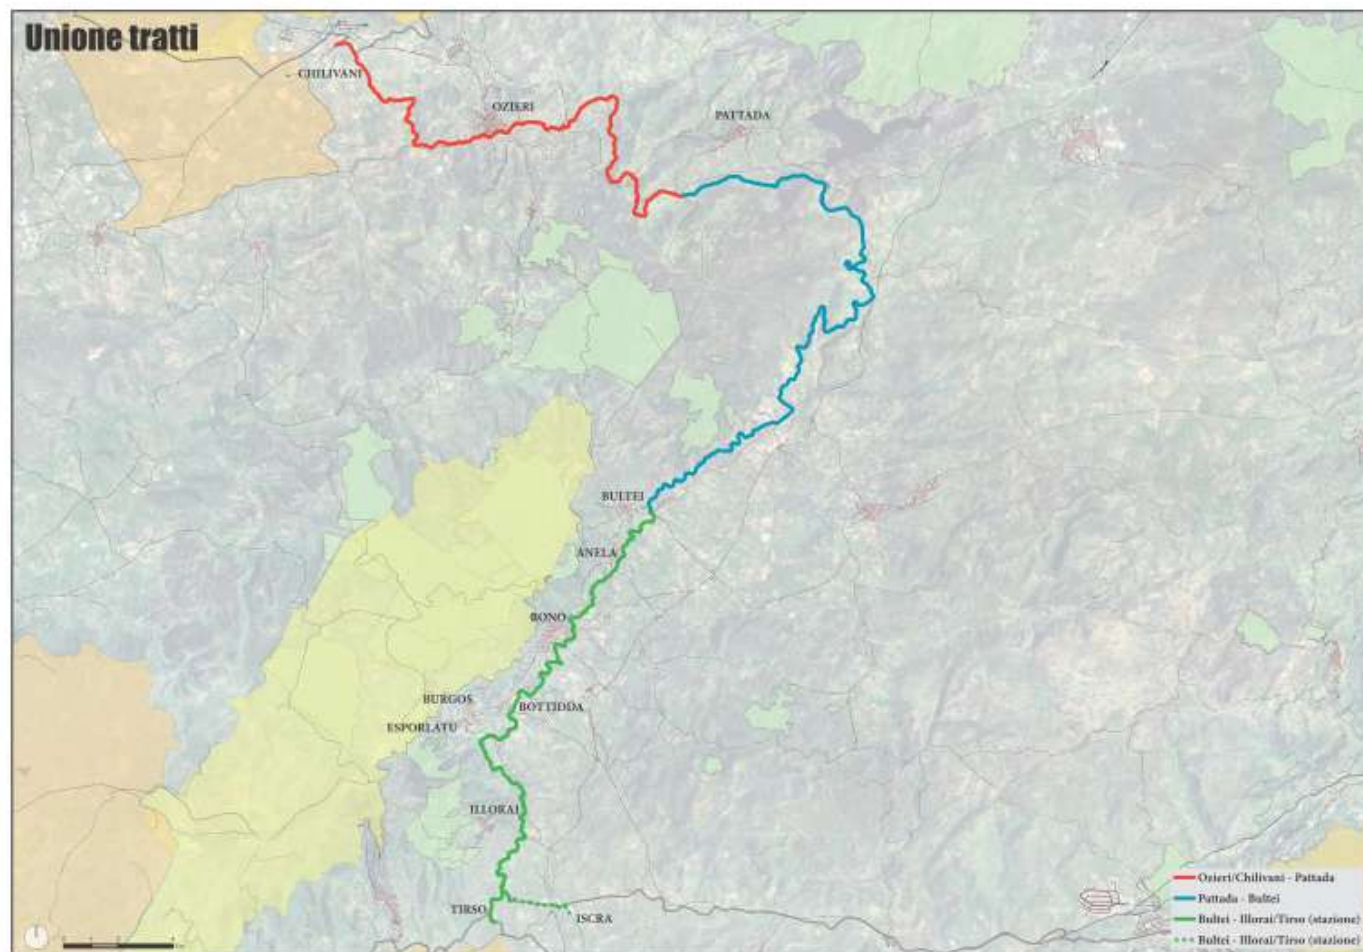 Unione tratti
CHILIVANI
OZIERI
PATTADA
BULTEI
ANELA
BONO
BURGOS
BOTTIDDA
ESPORLATU
ILLORAI
TIRSO
ISCRA
Ozieri/Chilivani - Pattada
Pattada - Bultei
Bultei - Illorai/Tirso (stazione)
Bultei - Illorai/Tirso (stazione)